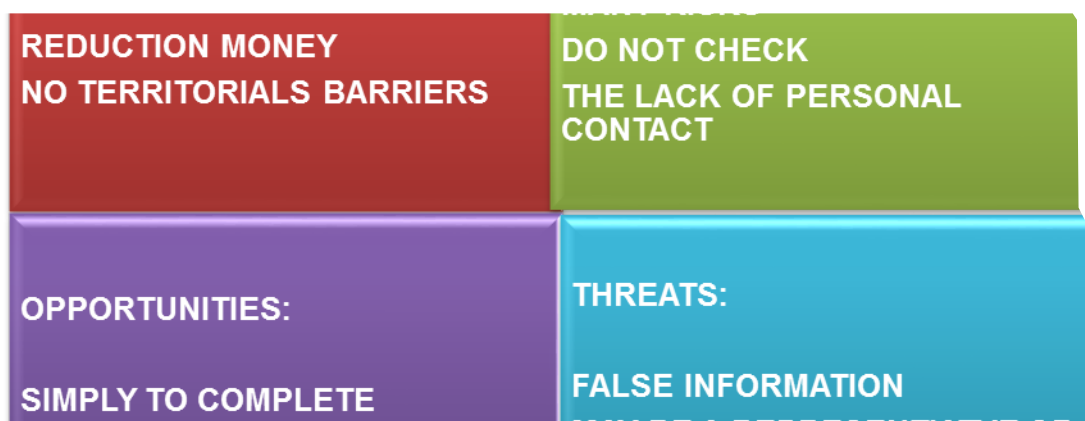 REDUCTION MONEY
NO TERRITORIALS BARRIERS
DO NOT CHECK
THE LACK OF PERSONAL
CONTACT
OPPORTUNITIES:
SIMPLY TO COMPLETE
THREATS:
FALSE INFORMATION